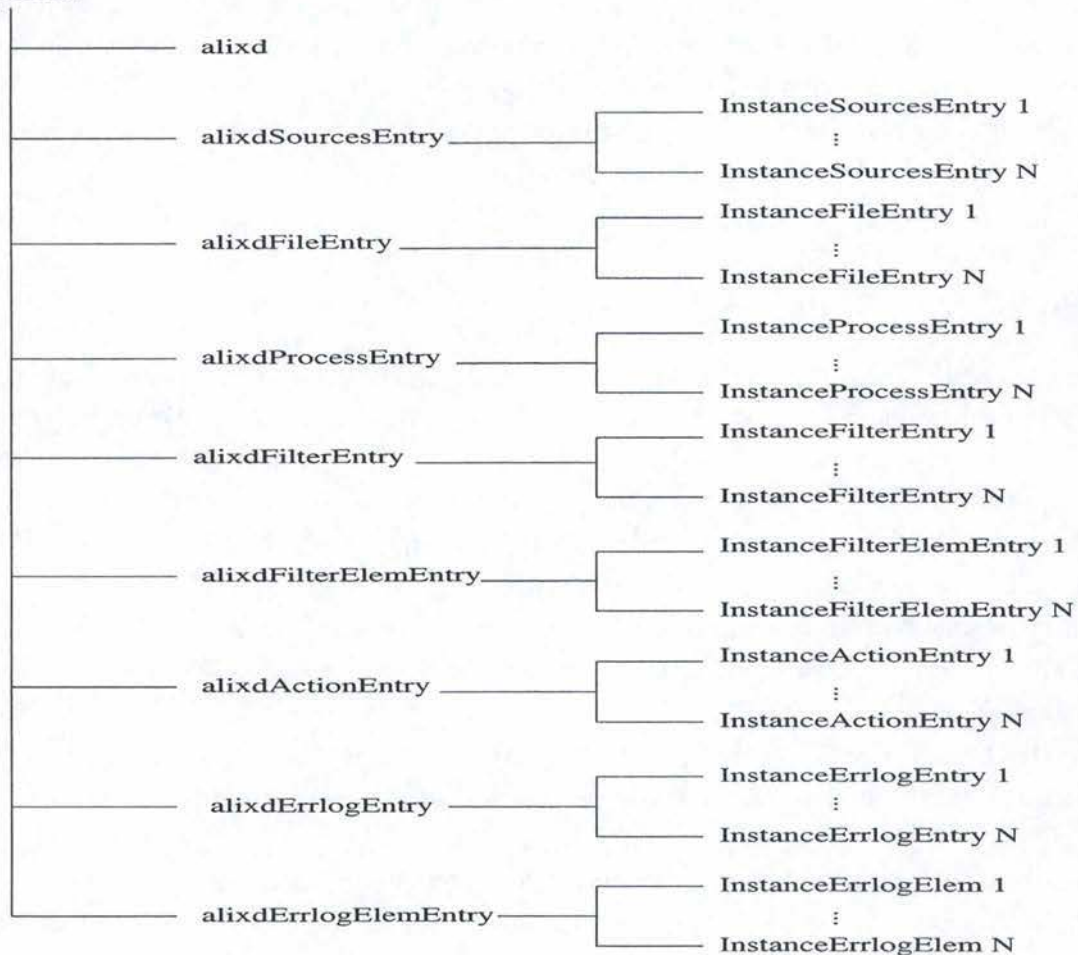 alixd
alixdSourcesEntry
InstanceSourcesEntry 1
⋮
InstanceSourcesEntry N
alixdFileEntry
InstanceFileEntry 1
⋮
InstanceFileEntry N
alixdProcessEntry
InstanceProcessEntry 1
⋮
InstanceProcessEntry N
alixdFilterEntry
InstanceFilterEntry 1
⋮
InstanceFilterEntry N
alixdFilterElemEntry
InstanceFilterElemEntry 1
⋮
InstanceFilterElemEntry N
alixdActionEntry
InstanceActionEntry 1
⋮
InstanceActionEntry N
alixdErrlogEntry
InstanceErrlogEntry 1
⋮
InstanceErrlogEntry N
alixdErrlogElemEntry
InstanceErrlogElem 1
⋮
InstanceErrlogElem N